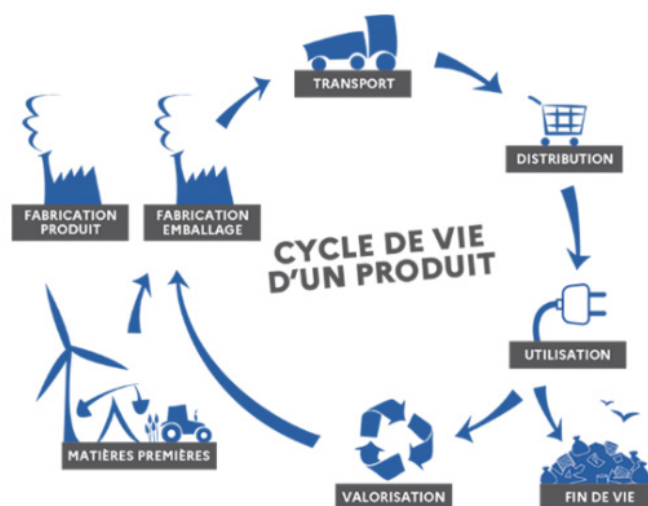 TRANSPORT
DISTRIBUTION
FABRICATION
PRODUIT
FABRICATION
EMBALLAGE
CYCLE DE VIE
D'UN PRODUIT
UTILISATION
MATIÈRES PREMIÈRES
VALORISATION
FIN DE VIE